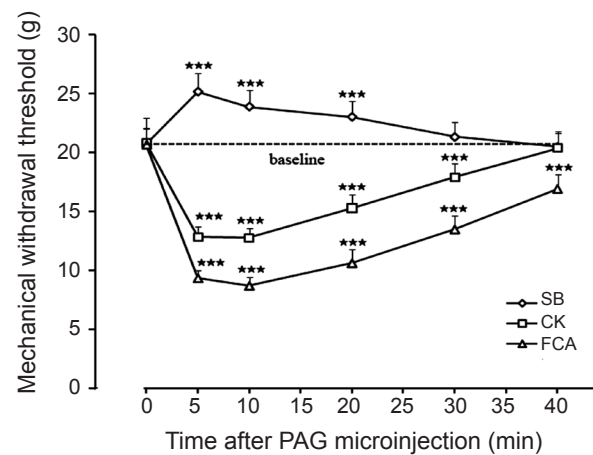 Mechanical withdrawal threshold (g)
30
25
20
15
10
5
0
*** *** ***
baseline
*** *** *** ***
*** *** *** *** ***
SB
CK
FCA
0 5 10 15 20 25 30 35 40
Time after PAG microinjection (min)